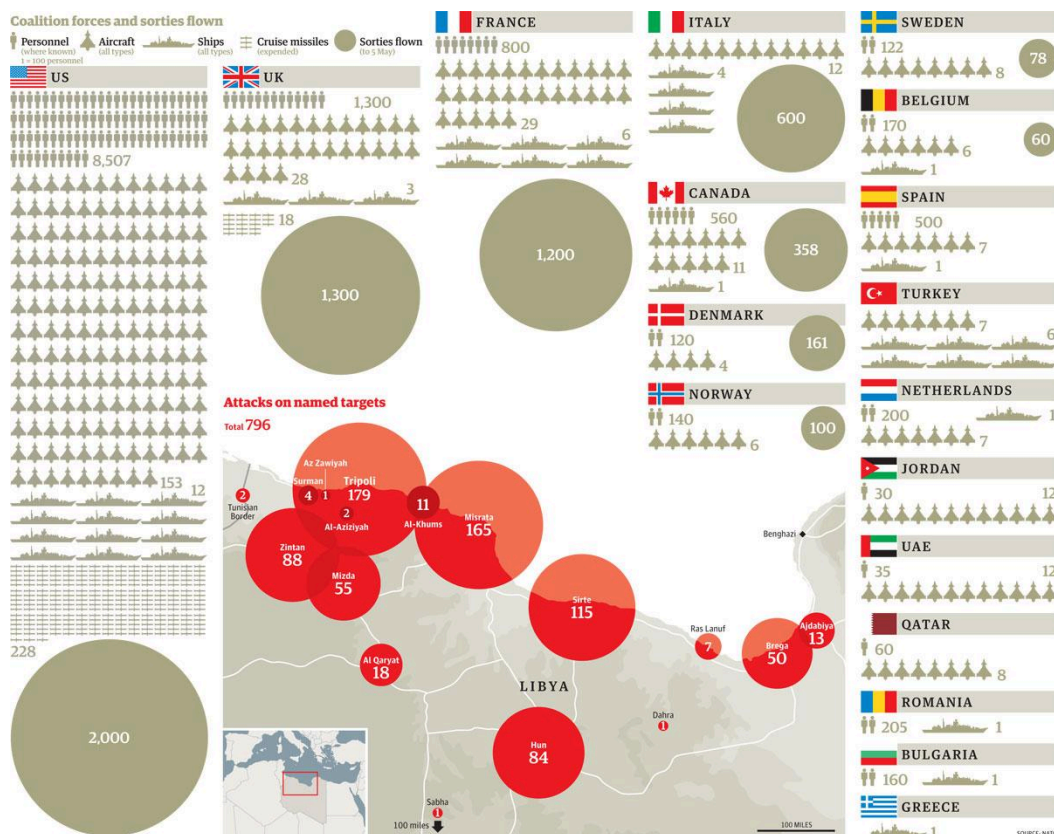 Coalition forces and sorties flown
Personnel
(where known)
1 = 100 personnel
Aircraft
(all types)
Ships
(all types)
Cruise missiles
(expended)
Sorties flown
(to 5 May)
US
8,507
153
12
228
2,000
UK
1,300
28
3
18
1,300
FRANCE
800
29
6
1,200
ITALY
12
4
600
CANADA
560
11
1
358
DENMARK
120
4
161
NORWAY
140
6
100
SWEDEN
122
8
78
BELGIUM
170
6
1
60
SPAIN
500
7
1
TURKEY
7
6
NETHERLANDS
200
1
7
JORDAN
30
12
UAE
35
12
QATAR
60
8
ROMANIA
205
1
BULGARIA
160
1
GREECE
1
Attacks on named targets
Total 796
2
Tunisian
Border
Surman
4
Az Zawiyah
1
Tripoli
179
2
Al-Aziziyah
11
Al-Khums
Misrata
165
Zintan
88
Mizda
55
Sirte
115
Al Qaryat
18
Ras Lanuf
7
Brega
50
Ajdabiya
13
Benghazi
LIBYA
Hun
84
Dahra
1
Sabha
1
100 miles
100 MILES